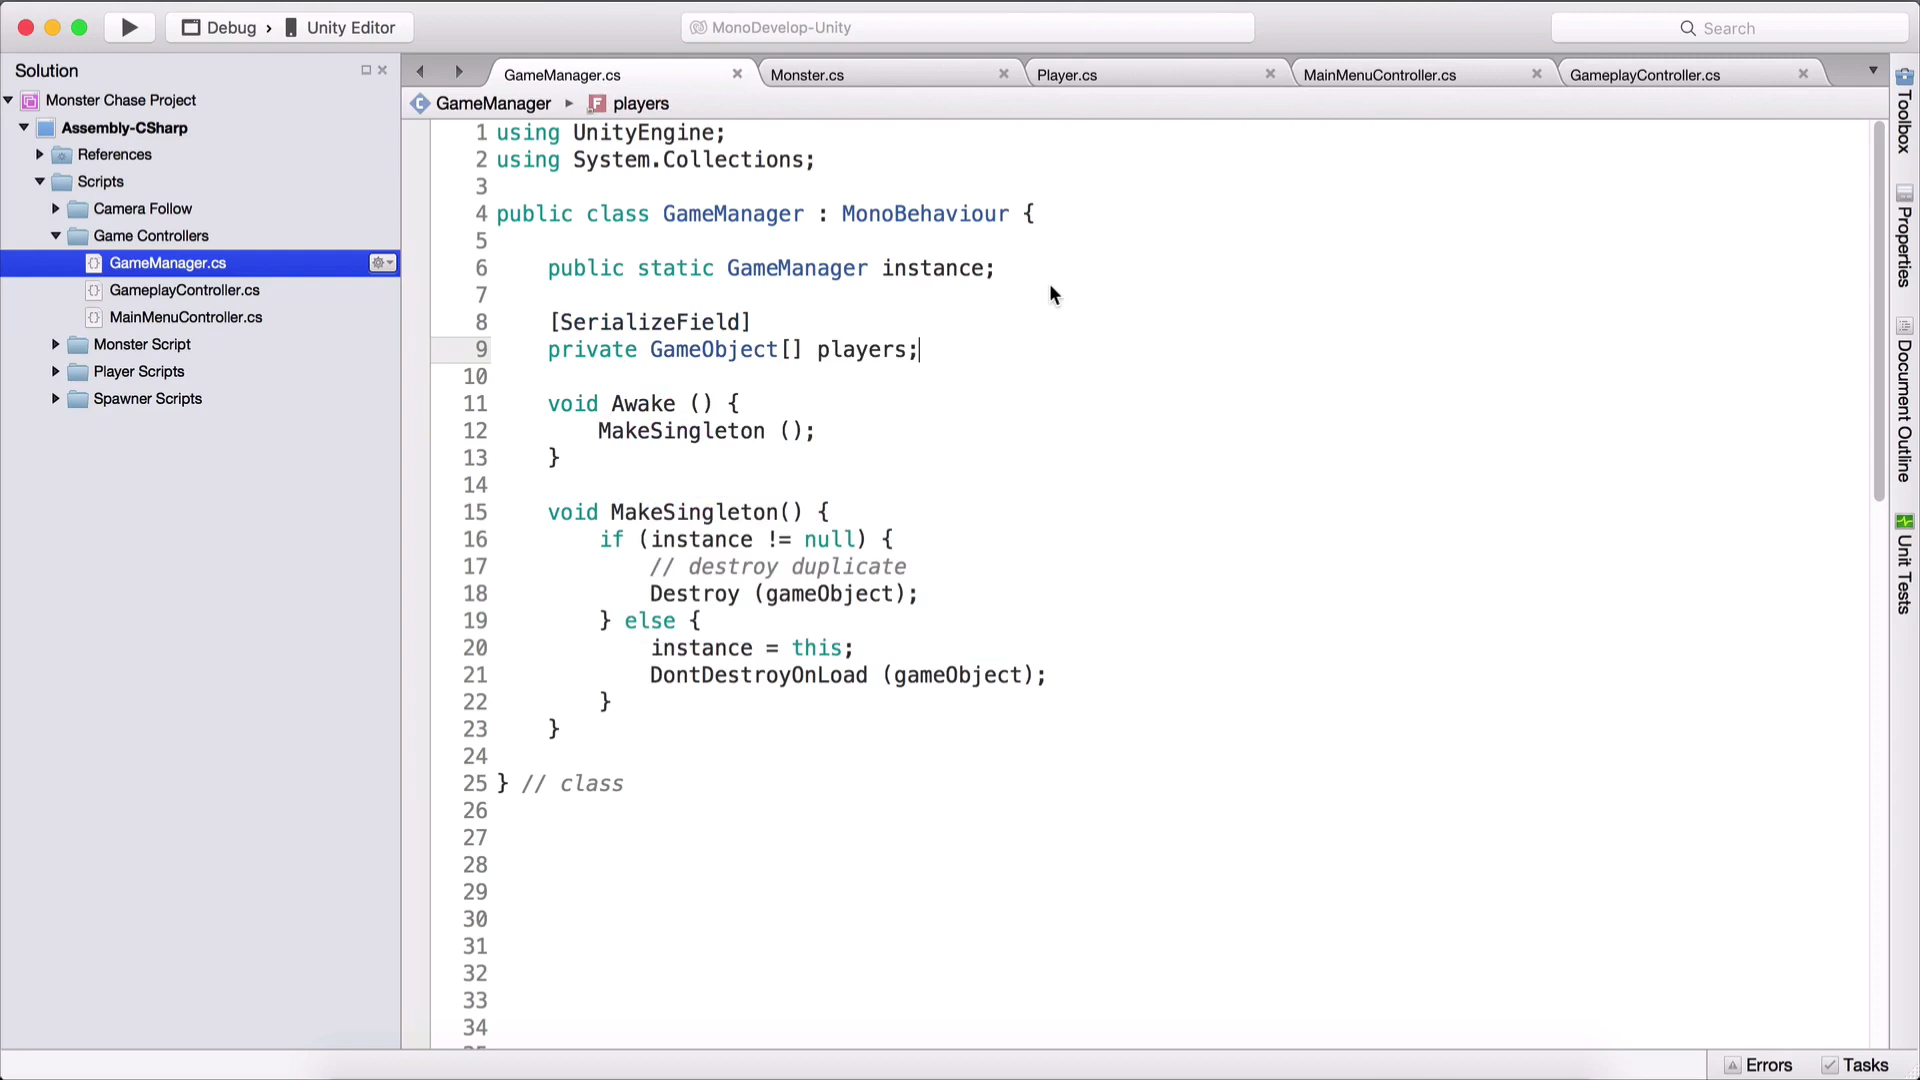 Debug › Unity Editor
MonoDevelop-Unity
Search
Solution
Monster Chase Project
Assembly-CSharp
References
Scripts
Camera Follow
Game Controllers
GameManager.cs
GameplayController.cs
MainMenuController.cs
Monster Script
Player Scripts
Spawner Scripts
GameManager.cs Monster.cs Player.cs MainMenuController.cs GameplayController.cs
GameManager ▸ players
1 using UnityEngine;
2 using System.Collections;
3
4 public class GameManager : MonoBehaviour {
5
6 public static GameManager instance;
7
8 [SerializeField]
9 private GameObject[] players;
10
11 void Awake () {
12 MakeSingleton ();
13 }
14
15 void MakeSingleton() {
16 if (instance != null) {
17 // destroy duplicate
18 Destroy (gameObject);
19 } else {
20 instance = this;
21 DontDestroyOnLoad (gameObject);
22 }
23 }
24
25 } // class
26
27
28
29
30
31
32
33
34
Toolbox
Properties
Document Outline
Unit Tests
Errors Tasks